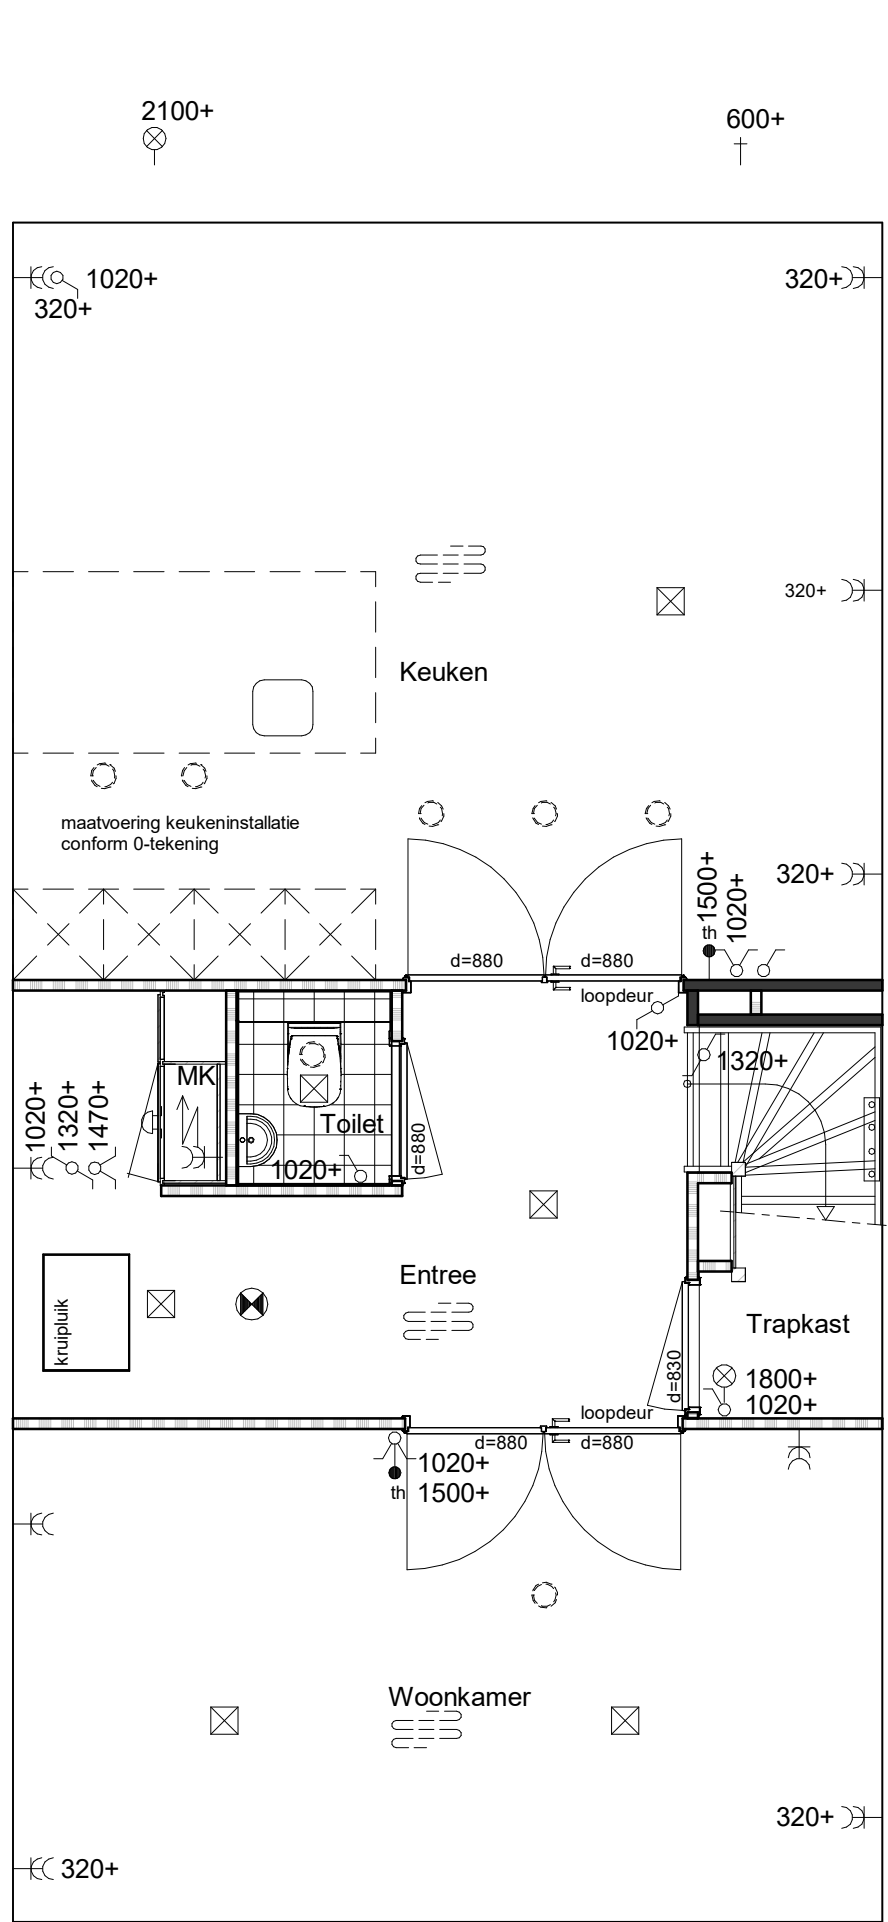 2100+
600+
1020+
320+
320+
320+
Keuken
maatvoering keukeninstallatie
conform 0-tekening
320+
1500+
1020+
th
d=880
d=880
loopdeur
1020+
1320+
MK
Toilet
d=880
1020+
1020+
1320+
1470+
Entree
kruipluik
Trapkast
d=830
1800+
1020+
loopdeur
d=880
d=880
1020+
th
1500+
Woonkamer
320+
320+